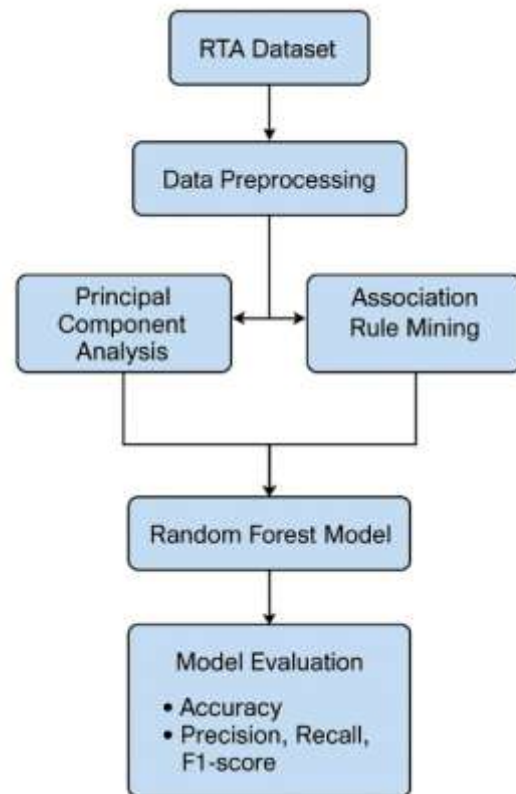 RTA Dataset
Data Preprocessing
Principal
Component
Analysis
Association
Rule Mining
Random Forest Model
Model Evaluation
• Accuracy
• Precision, Recall,
F1-score